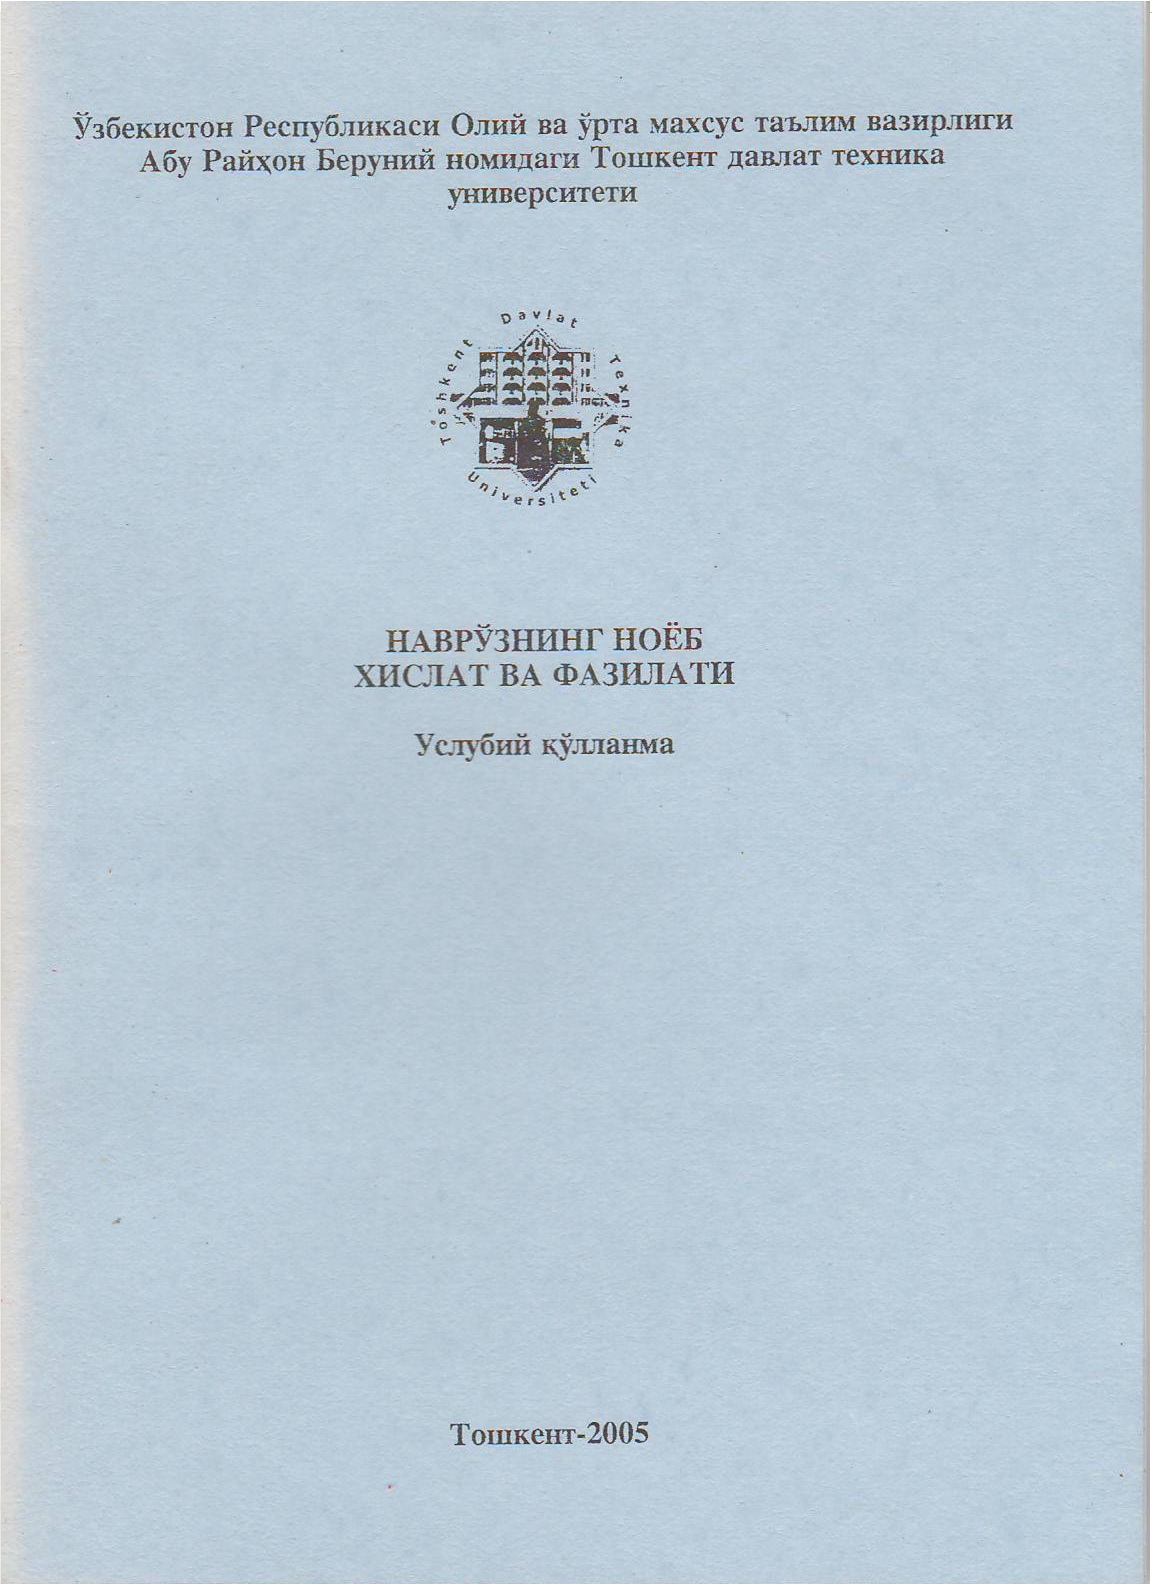 Ўзбекистон Республикаси Олий ва ўрта махсус таълим вазирлиги
Абу Райҳон Беруний номидаги Тошкент давлат техника
университети
Toshkent Davlat Texnika
Universiteti
НАВРЎЗНИНГ НОЁБ
ХИСЛАТ ВА ФАЗИЛАТИ
Услубий қўлланма
Тошкент-2005